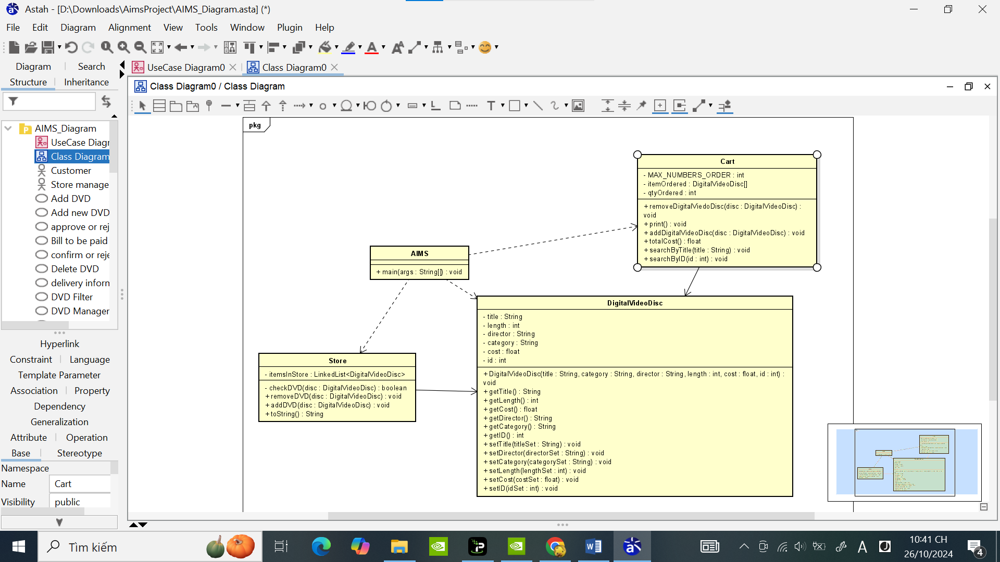 Astah - [D:\Downloads\AimsProject\AIMS_Diagram.asta] (*)
File Edit Diagram Alignment View Tools Window Plugin Help
Diagram Search
Structure Inheritance
UseCase Diagram0
Class Diagram0
Class Diagram0 / Class Diagram
AIMS_Diagram
UseCase Diagr
Class Diagram
Customer
Store manage
Add DVD
Add new DVD
approve or rej
Bill to be paid
confirm or reje
Delete DVD
delivery inforn
DVD Filter
DVD Manager
Hyperlink
Constraint Language
Template Parameter
Association Property
Dependency
Generalization
Attribute Operation
Base Stereotype
Namespace
Name Cart
Visibility public
pkg
Cart
- MAX_NUMBERS_ORDER : int
- itemOrdered : DigitalVideoDisc[]
- qtyOrdered : int
+ removeDigitalViedoDisc(disc : DigitalVideoDisc) :
void
+ print() : void
+ addDigitalVideoDisc(disc : DigitalVideoDisc) : void
+ totalCost() : float
+ searchByTitle(title : String) : void
+ searchByID(id : int) : void
AIMS
+ main(args : String[]) : void
DigitalVideoDisc
- title : String
- length : int
- director : String
- category : String
- cost : float
- id : int
+ DigitalVideoDisc(title : String, category : String, director : String, length : int, cost : float, id : int) :
void
+ getTitle() : String
+ getLength() : int
+ getCost() : float
+ getDirector() : String
+ getCategory() : String
+ getID() : int
+ setTitle(titleSet : String) : void
+ setDirector(directorSet : String) : void
+ setCategory(categorySet : String) : void
+ setLength(lengthSet : int) : void
+ setCost(costSet : float) : void
+ setID(idSet : int) : void
Store
- itemsInStore : LinkedList<DigitalVideoDisc>
- checkDVD(disc : DigitalVideoDisc) : boolean
+ removeDVD(disc : DigitalVideoDisc) : void
+ addDVD(disc : DigitalVideoDisc) : void
+ toString() : String
Tìm kiếm
10:41 CH
26/10/2024
4